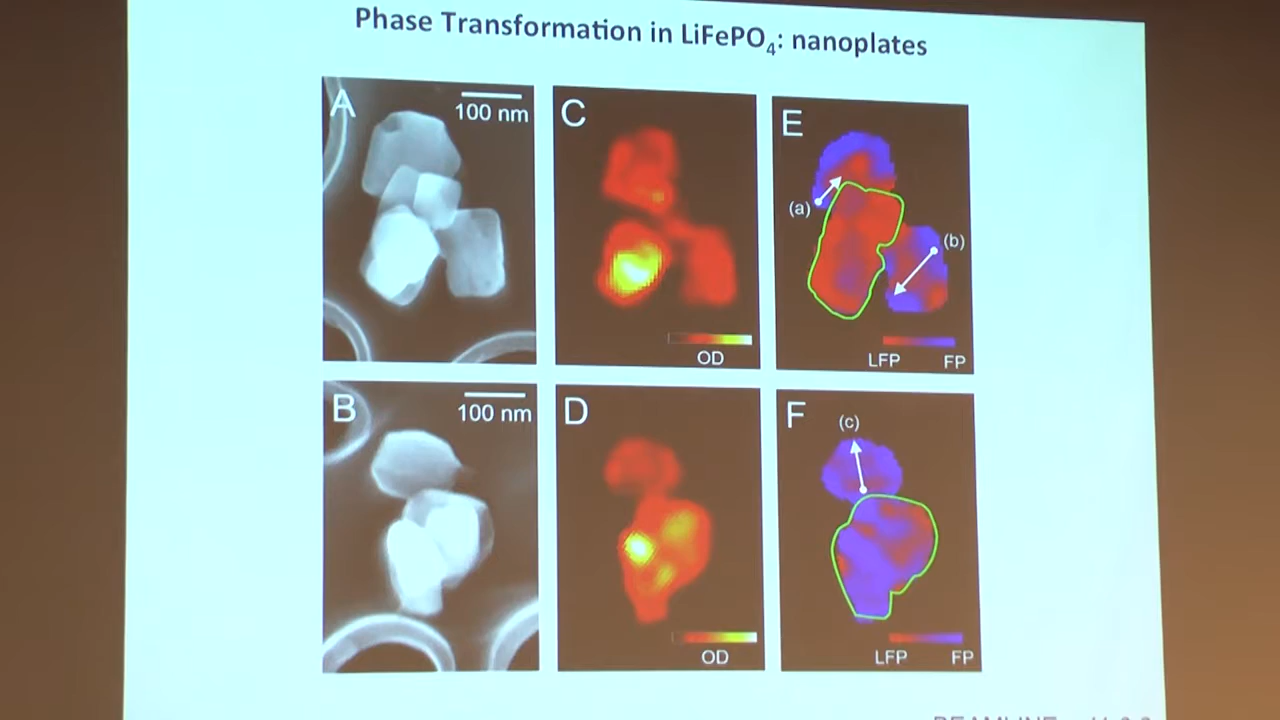 Phase Transformation in LiFePO₄: nanoplates
A
100 nm
C
E
(a)
(b)
OD
LFP FP
B
100 nm
D
F
(c)
OD
LFP FP